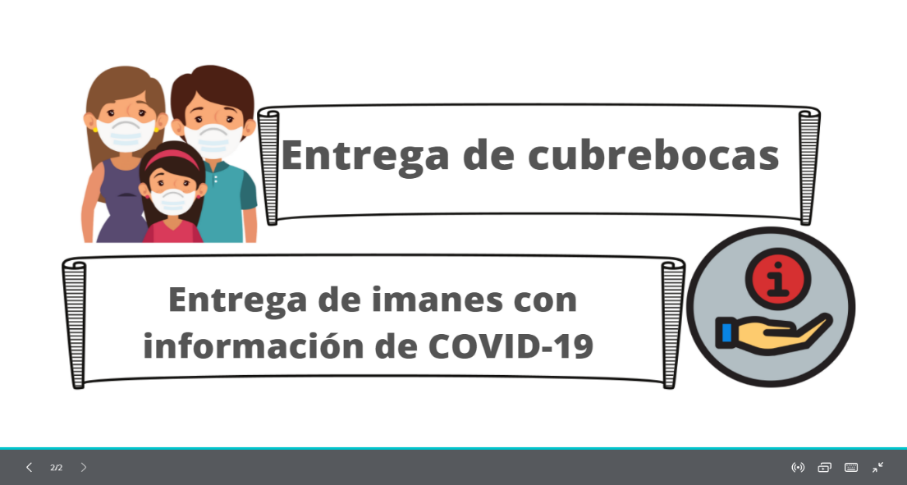 Entrega de cubrebocas
Entrega de imanes con
información de COVID-19
i
2/2